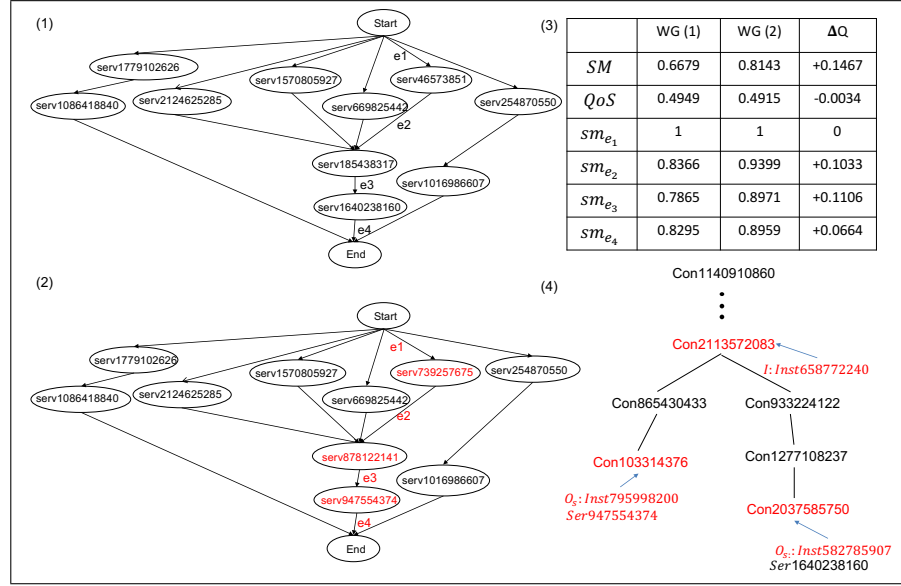 (1)
Start
e1
serv1779102626
serv1570805927
serv46573851
serv1086418840
serv2124625285
serv669825442
serv254870550
e2
serv185438317
e3
serv1016986607
serv1640238160
e4
End
(2)
Start
e1
serv1779102626
serv1570805927
serv739257675
serv254870550
serv1086418840
serv2124625285
serv669825442
e2
serv878122141
e3
serv1016986607
serv947554374
e4
End
(3)
WG (1) WG (2) ΔQ
SM 0.6679 0.8143 +0.1467
QoS 0.4949 0.4915 -0.0034
sm_e1 1 1 0
sm_e2 0.8366 0.9399 +0.1033
sm_e3 0.7865 0.8971 +0.1106
sm_e4 0.8295 0.8959 +0.0664
(4)
Con1140910860
Con2113572083
I: Inst658772240
Con865430433
Con933224122
Con103314376
Con1277108237
O_s: Inst795998200
Ser947554374
Con2037585750
O_s:: Inst582785907
Ser1640238160